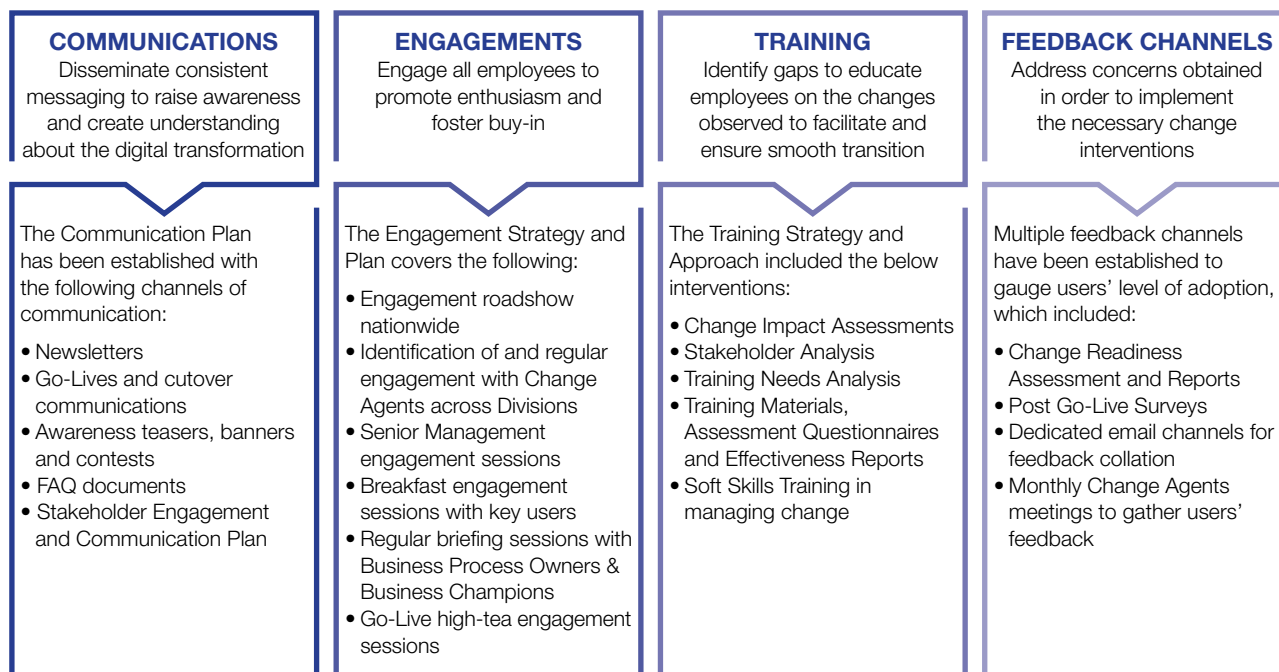 COMMUNICATIONS
Disseminate consistent
messaging to raise awareness
and create understanding
about the digital transformation
The Communication Plan
has been established with
the following channels of
communication:
• Newsletters
• Go-Lives and cutover
communications
• Awareness teasers, banners
and contests
• FAQ documents
• Stakeholder Engagement
and Communication Plan
ENGAGEMENTS
Engage all employees to
promote enthusiasm and
foster buy-in
The Engagement Strategy and
Plan covers the following:
• Engagement roadshow
nationwide
• Identification of and regular
engagement with Change
Agents across Divisions
• Senior Management
engagement sessions
• Breakfast engagement
sessions with key users
• Regular briefing sessions with
Business Process Owners &
Business Champions
• Go-Live high-tea engagement
sessions
TRAINING
Identify gaps to educate
employees on the changes
observed to facilitate and
ensure smooth transition
The Training Strategy and
Approach included the below
interventions:
• Change Impact Assessments
• Stakeholder Analysis
• Training Needs Analysis
• Training Materials,
Assessment Questionnaires
and Effectiveness Reports
• Soft Skills Training in
managing change
FEEDBACK CHANNELS
Address concerns obtained
in order to implement
the necessary change
interventions
Multiple feedback channels
have been established to
gauge users’ level of adoption,
which included:
• Change Readiness
Assessment and Reports
• Post Go-Live Surveys
• Dedicated email channels for
feedback collation
• Monthly Change Agents
meetings to gather users’
feedback